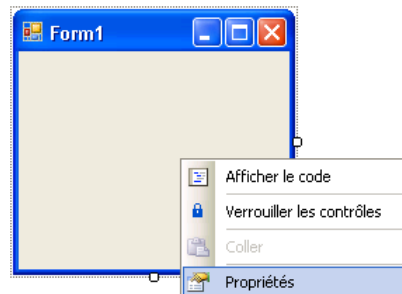 Form1
Afficher le code
Verrouiller les contrôles
Coller
Propriétés